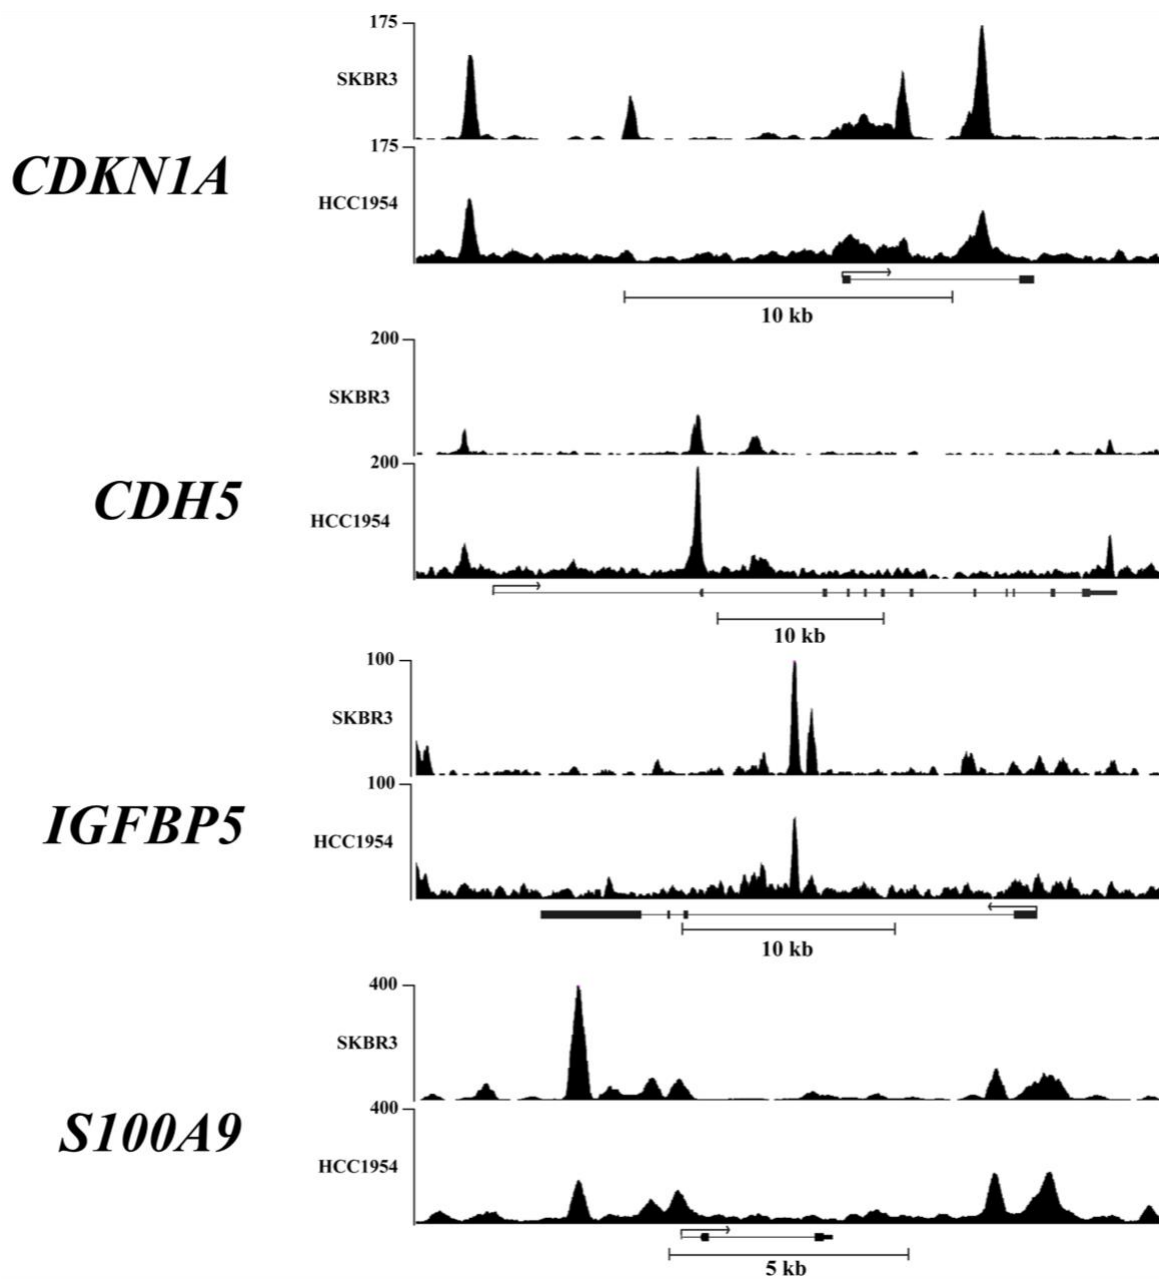 175
SKBR3
175
CDKN1A
HCC1954
10 kb
200
SKBR3
200
CDH5
HCC1954
10 kb
100
SKBR3
100
IGFBP5
HCC1954
10 kb
400
SKBR3
400
S100A9
HCC1954
5 kb